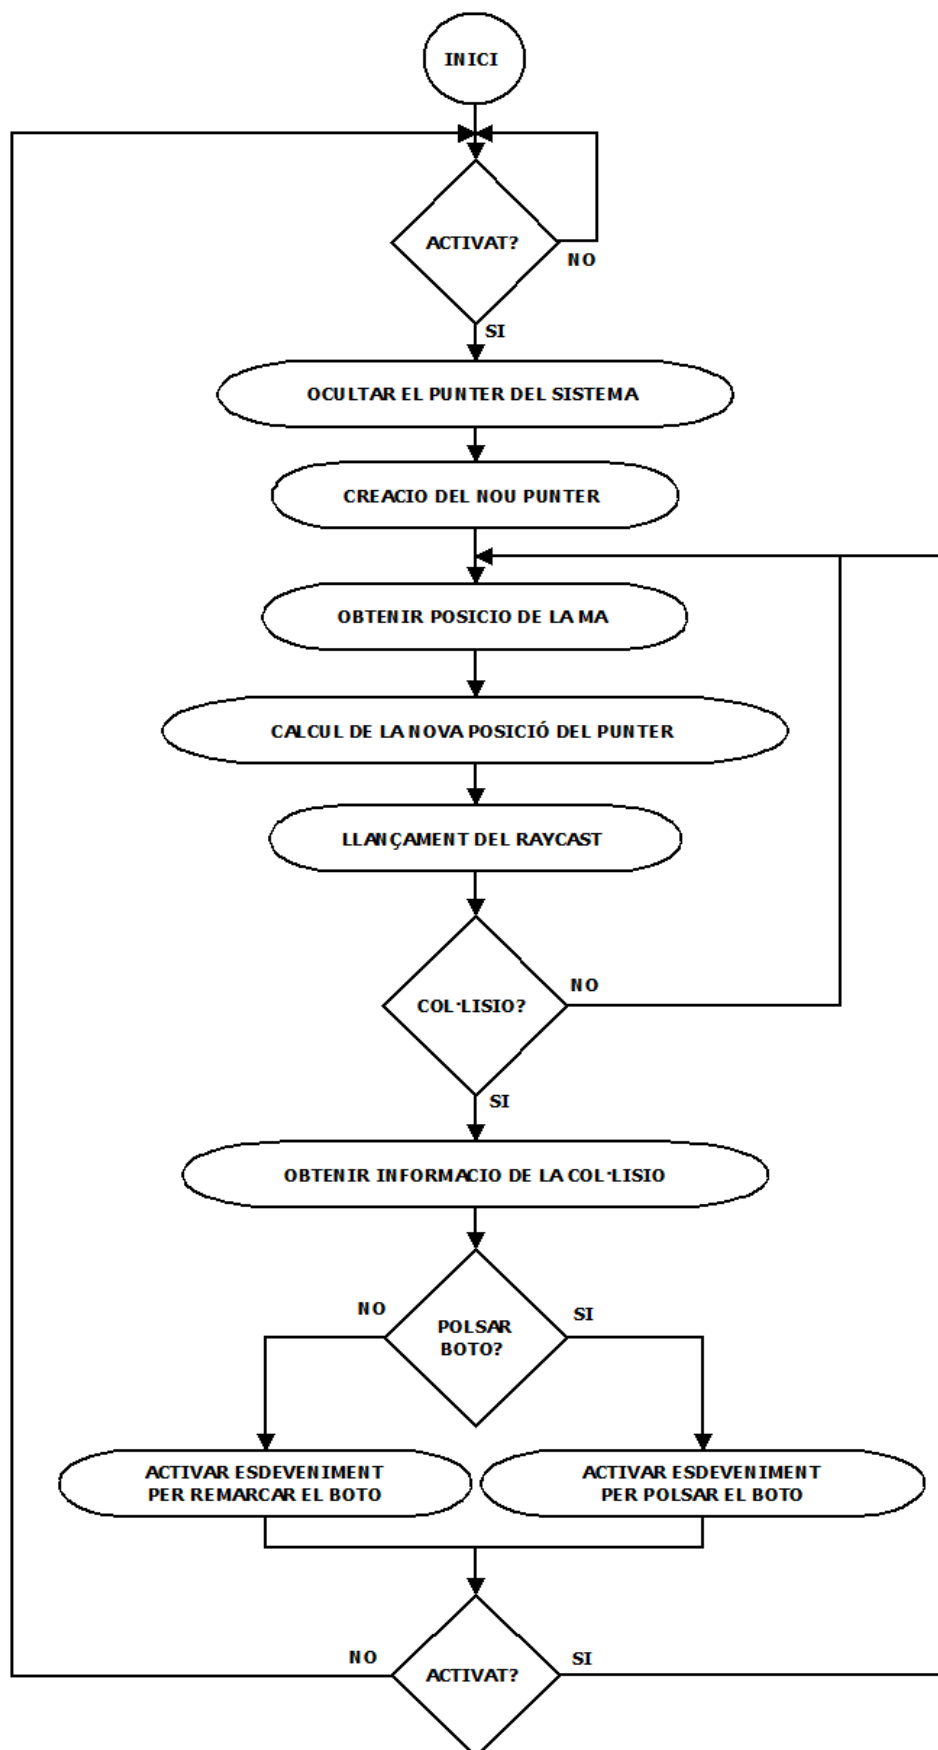 INICI
ACTIVAT?
NO
SI
OCULTAR EL PUNTER DEL SISTEMA
CREACIO DEL NOU PUNTER
OBTENIR POSICIO DE LA MA
CALCUL DE LA NOVA POSICIÓ DEL PUNTER
LLANÇAMENT DEL RAYCAST
NO
COL·LISIO?
SI
OBTENIR INFORMACIO DE LA COL·LISIO
NO
SI
POLSAR
BOTO?
ACTIVAR ESDEVENIMENT
PER REMARCAR EL BOTO
ACTIVAR ESDEVENIMENT
PER POLSAR EL BOTO
NO
SI
ACTIVAT?